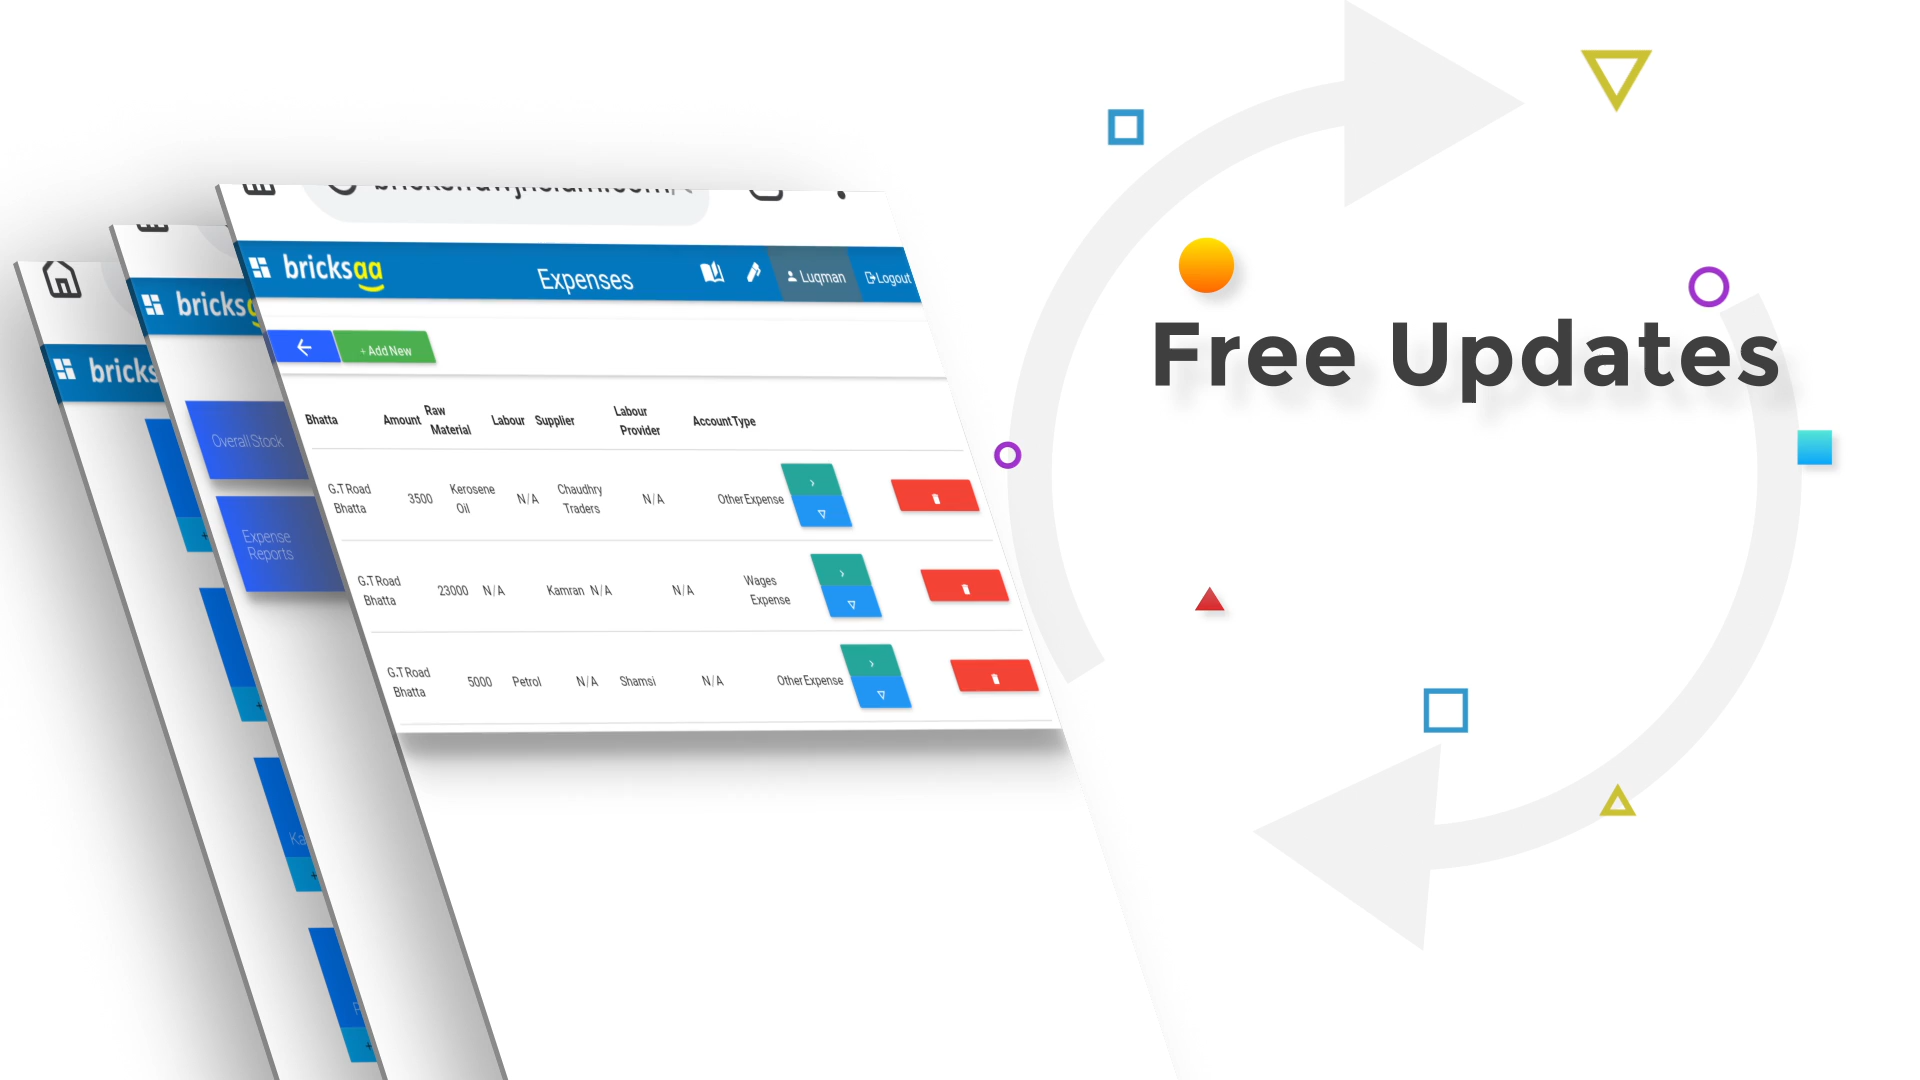 bricksaa
Expenses
Luqman
Logout
+ Add New
Bhatta Amount Raw Material Labour Supplier Labour Provider Account Type
G.T Road Bhatta 3500 Kerosene Oil N/A Chaudhry Traders N/A Other Expense
G.T Road Bhatta 23000 N/A Kamran N/A N/A Wages Expense
G.T Road Bhatta 5000 Petrol N/A Shamsi N/A Other Expense
bricks
Overall Stock
Expense
Reports
bricks
Free Updates